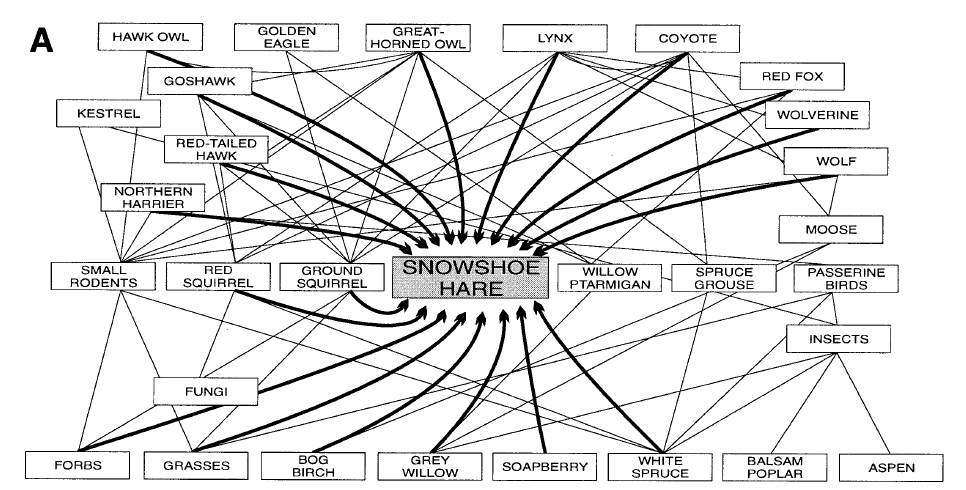 A
HAWK OWL
GOLDEN
EAGLE
GREAT-
HORNED OWL
LYNX
COYOTE
GOSHAWK
RED FOX
KESTREL
WOLVERINE
RED-TAILED
HAWK
WOLF
NORTHERN
HARRIER
MOOSE
SMALL
RODENTS
RED
SQUIRREL
GROUND
SQUIRREL
SNOWSHOE
HARE
WILLOW
PTARMIGAN
SPRUCE
GROUSE
PASSERINE
BIRDS
INSECTS
FUNGI
FORBS
GRASSES
BOG
BIRCH
GREY
WILLOW
SOAPBERRY
WHITE
SPRUCE
BALSAM
POPLAR
ASPEN